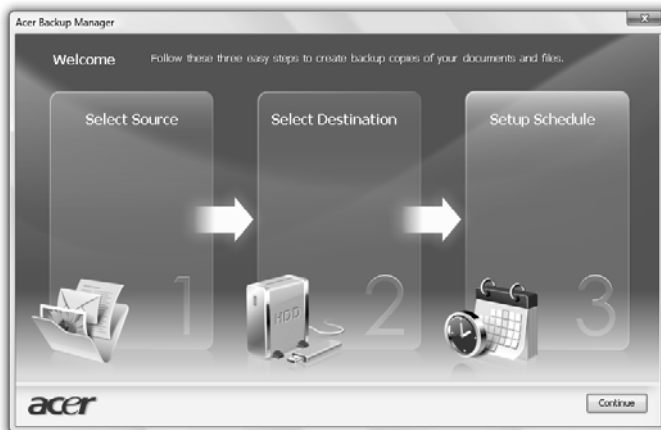 Acer Backup Manager
Welcome
Follow these three easy steps to create backup copies of your documents and files.
Select Source
Select Destination
Setup Schedule
1
HDD
2
3
acer
Continue